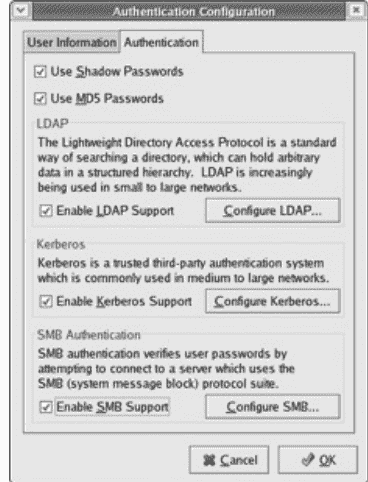 Authentication Configuration
User Information Authentication
Use Shadow Passwords
Use MD5 Passwords
LDAP
The Lightweight Directory Access Protocol is a standard
way of searching a directory, which can hold arbitrary
data in a structured hierarchy. LDAP is increasingly
being used in small to large networks.
Enable LDAP Support Configure LDAP...
Kerberos
Kerberos is a trusted third-party authentication system
which is commonly used in medium to large networks.
Enable Kerberos Support Configure Kerberos...
SMB Authentication
SMB authentication verifies user passwords by
attempting to connect to a server which uses the
SMB (system message block) protocol suite.
Enable SMB Support Configure SMB...
Cancel OK